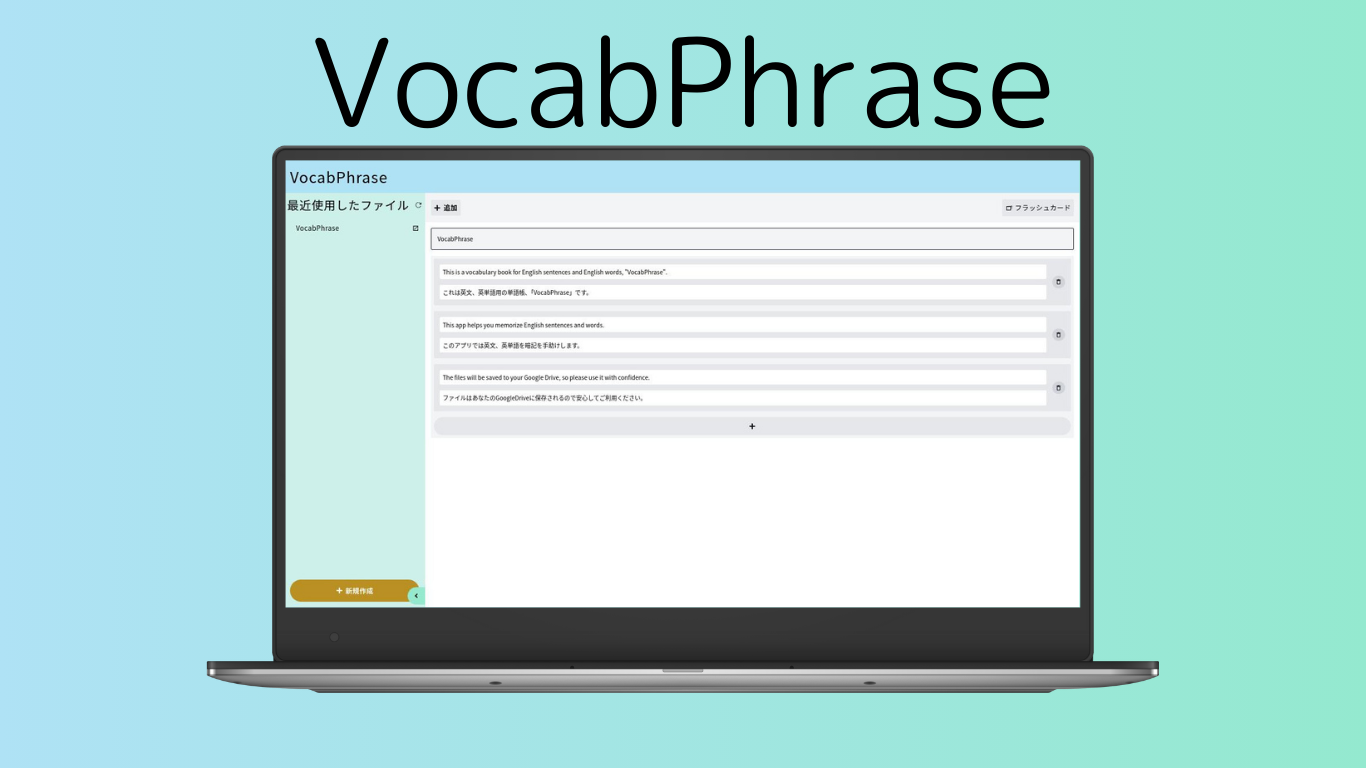 VocabPhrase
VocabPhrase
最近使用したファイル
VocabPhrase
+ 追加
フラッシュカード
VocabPhrase
This is a vocabulary book for English sentences and English words, "VocabPhrase".
これは英文、英単語用の単語帳、「VocabPhrase」です。
This app helps you memorize English sentences and words.
このアプリでは英文、英単語を暗記を手助けします。
The files will be saved to your Google Drive, so please use it with confidence.
ファイルはあなたのGoogleDriveに保存されるので安心してご利用ください。
+
+ 新規作成